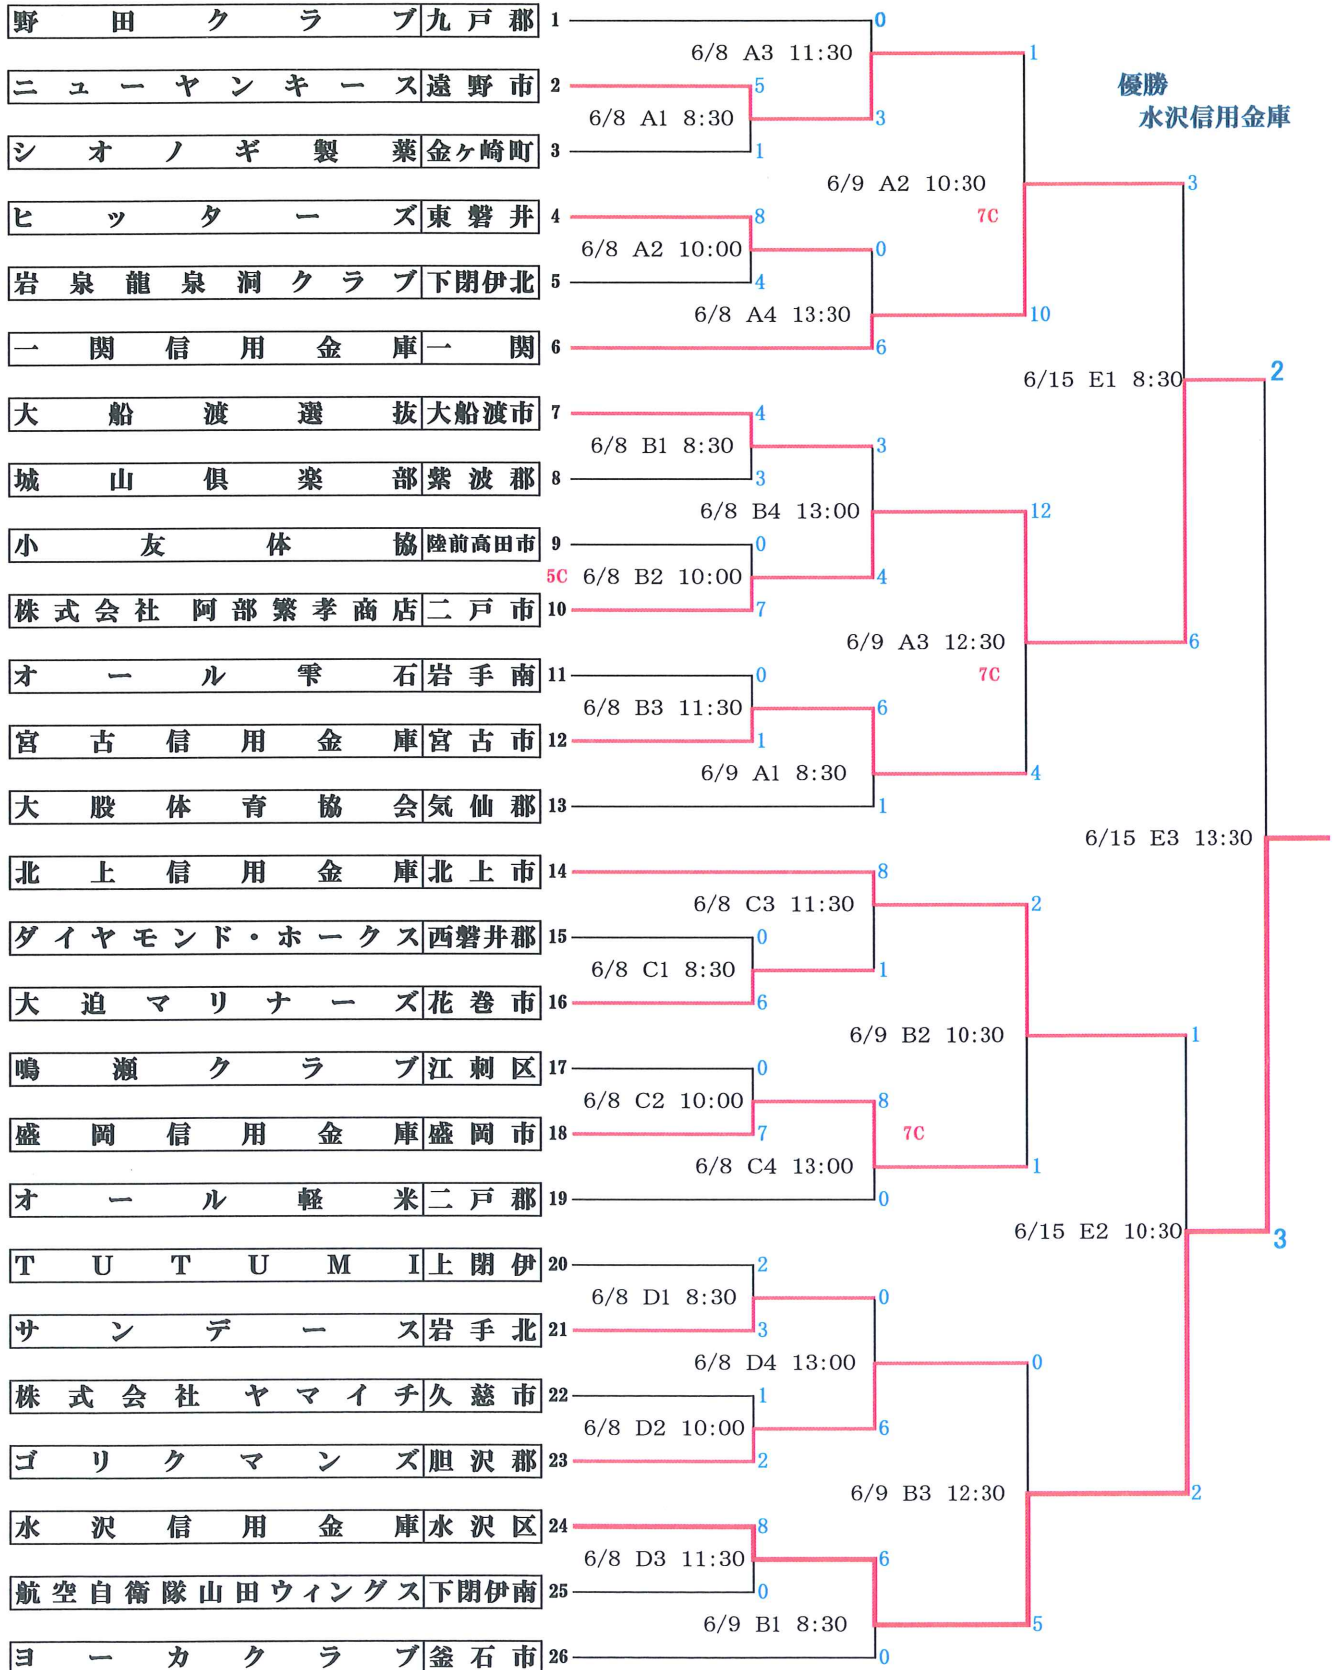 野田クラブ 九戸郡 1 0
6/8 A3 11:30 1
ニューヤンキース 遠野市 2 5
優勝
水沢信用金庫
6/8 A1 8:30 3
シオノギ製薬 金ヶ崎町 3 1
6/9 A2 10:30 3
ヒッターズ 東磐井 4 8 7C
6/8 A2 10:00 0
岩泉龍泉洞クラブ 下閉伊北 5 4
6/8 A4 13:30 10
一関信用金庫 一関 6 6
6/15 E1 8:30 2
大船渡選抜 大船渡市 7 4
6/8 B1 8:30 3
城山倶楽部 紫波郡 8 3
6/8 B4 13:00 12
小友体協 陸前高田市 9 0
5C 6/8 B2 10:00 4
株式会社 阿部繁孝商店 二戸市 10 7
6/9 A3 12:30 6
オール雫石 岩手南 11 0 7C
6/8 B3 11:30 6
宮古信用金庫 宮古市 12 1
6/9 A1 8:30 4
大股体育協会 気仙郡 13 1
6/15 E3 13:30
北上信用金庫 北上市 14 8
6/8 C3 11:30 2
ダイヤモンド・ホークス 西磐井郡 15 0
6/8 C1 8:30 1
大迫マリナーズ 花巻市 16 6
6/9 B2 10:30 1
鳴瀬クラブ 江刺区 17 0
6/8 C2 10:00 8
盛岡信用金庫 盛岡市 18 7 7C
6/8 C4 13:00 1
オール軽米 二戸郡 19 0
6/15 E2 10:30 3
TUTUMI 上閉伊 20 2
6/8 D1 8:30 0
サンデース 岩手北 21 3
6/8 D4 13:00 0
株式会社ヤマイチ 久慈市 22 1
6/8 D2 10:00 6
ゴリクマンズ 胆沢郡 23 2
6/9 B3 12:30 2
水沢信用金庫 水沢区 24 8
6/8 D3 11:30 6
航空自衛隊山田ウィングス 下閉伊南 25 0
6/9 B1 8:30 5
ヨーカクラブ 釜石市 26 0